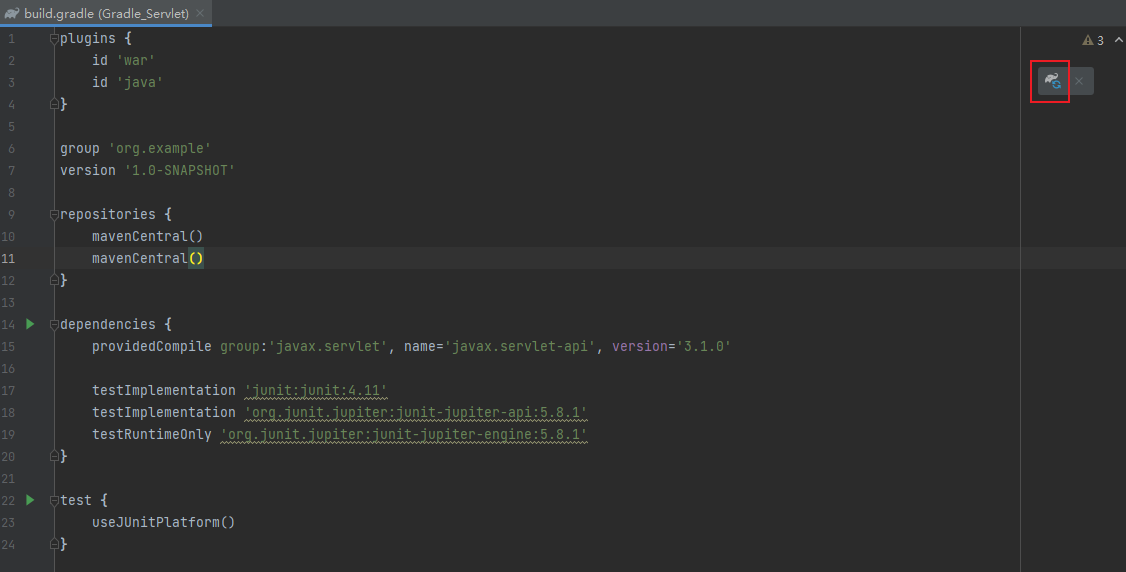 build.gradle (Gradle_Servlet)
3
1 plugins {
2 id 'war'
3 id 'java'
4 }
5
6 group 'org.example'
7 version '1.0-SNAPSHOT'
8
9 repositories {
10 mavenCentral()
11 mavenCentral()
12 }
13
14 dependencies {
15 providedCompile group:'javax.servlet', name='javax.servlet-api', version='3.1.0'
16
17 testImplementation 'junit:junit:4.11'
18 testImplementation 'org.junit.jupiter:junit-jupiter-api:5.8.1'
19 testRuntimeOnly 'org.junit.jupiter:junit-jupiter-engine:5.8.1'
20 }
21
22 test {
23 useJUnitPlatform()
24 }